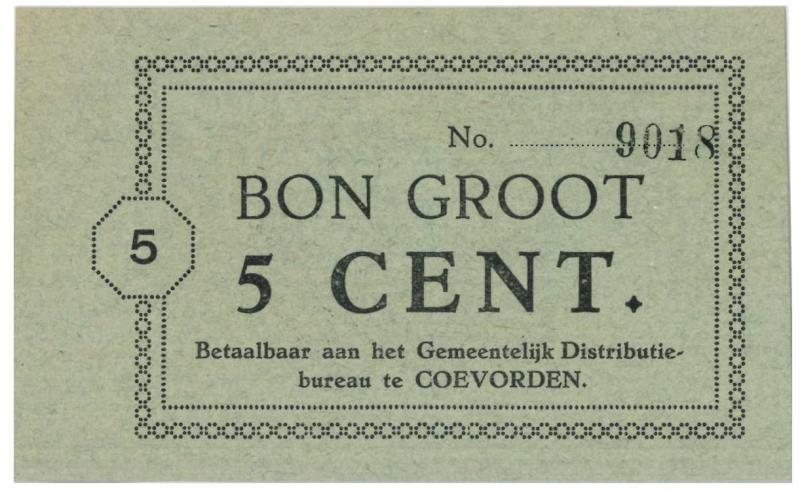 No. 9018
BON GROOT
5
5 CENT.
Betaalbaar aan het Gemeentelijk Distributie-
bureau te COEVORDEN.